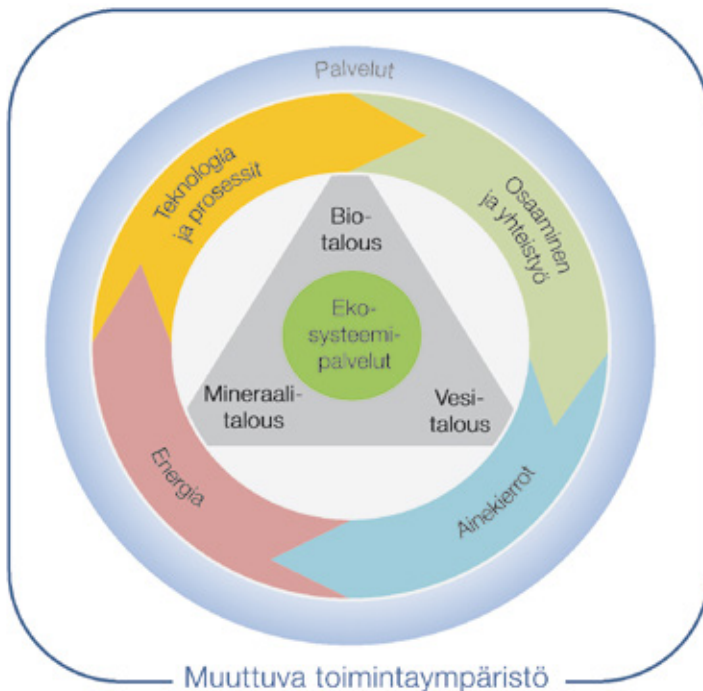 Palvelut
Teknologia
ja prosessit
Osaaminen
ja yhteistyö
Bio-
talous
Eko-
systeemi-
palvelut
Mineraali-
talous
Vesi-
talous
Energia
Ainekierrot
Muuttuva toimintaympäristö